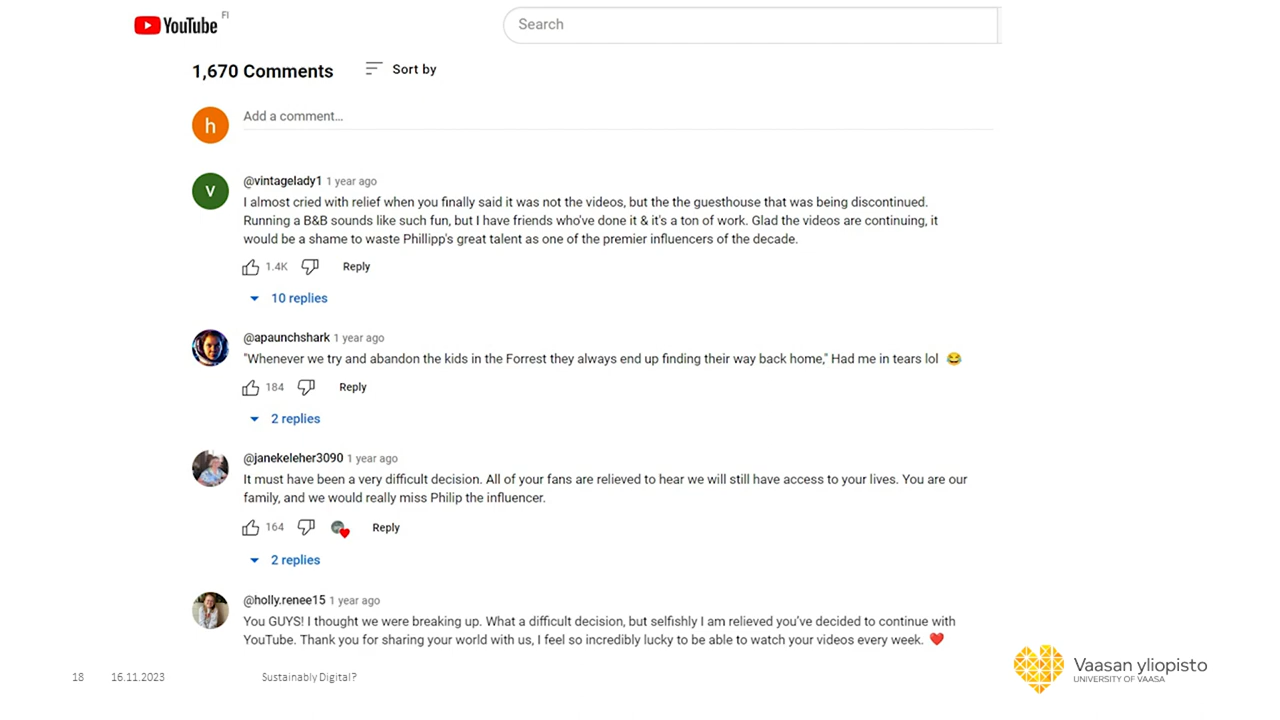 YouTube FI
Search
1,670 Comments
Sort by
h
Add a comment...
V
@vintagelady1 1 year ago
I almost cried with relief when you finally said it was not the videos, but the the guesthouse that was being discontinued.
Running a B&B sounds like such fun, but I have friends who've done it & it's a ton of work. Glad the videos are continuing, it
would be a shame to waste Phillipp's great talent as one of the premier influencers of the decade.
1.4K Reply
10 replies
@apaunchshark 1 year ago
"Whenever we try and abandon the kids in the Forrest they always end up finding their way back home," Had me in tears lol 😂
184 Reply
2 replies
@janekeleher3090 1 year ago
It must have been a very difficult decision. All of your fans are relieved to hear we will still have access to your lives. You are our
family, and we would really miss Philip the influencer.
164 Reply
2 replies
@holly.renee15 1 year ago
You GUYS! I thought we were breaking up. What a difficult decision, but selfishly I am relieved you've decided to continue with
YouTube. Thank you for sharing your world with us, I feel so incredibly lucky to be able to watch your videos every week. ❤️
18 16.11.2023 Sustainably Digital?
Vaasan yliopisto
UNIVERSITY OF VAASA